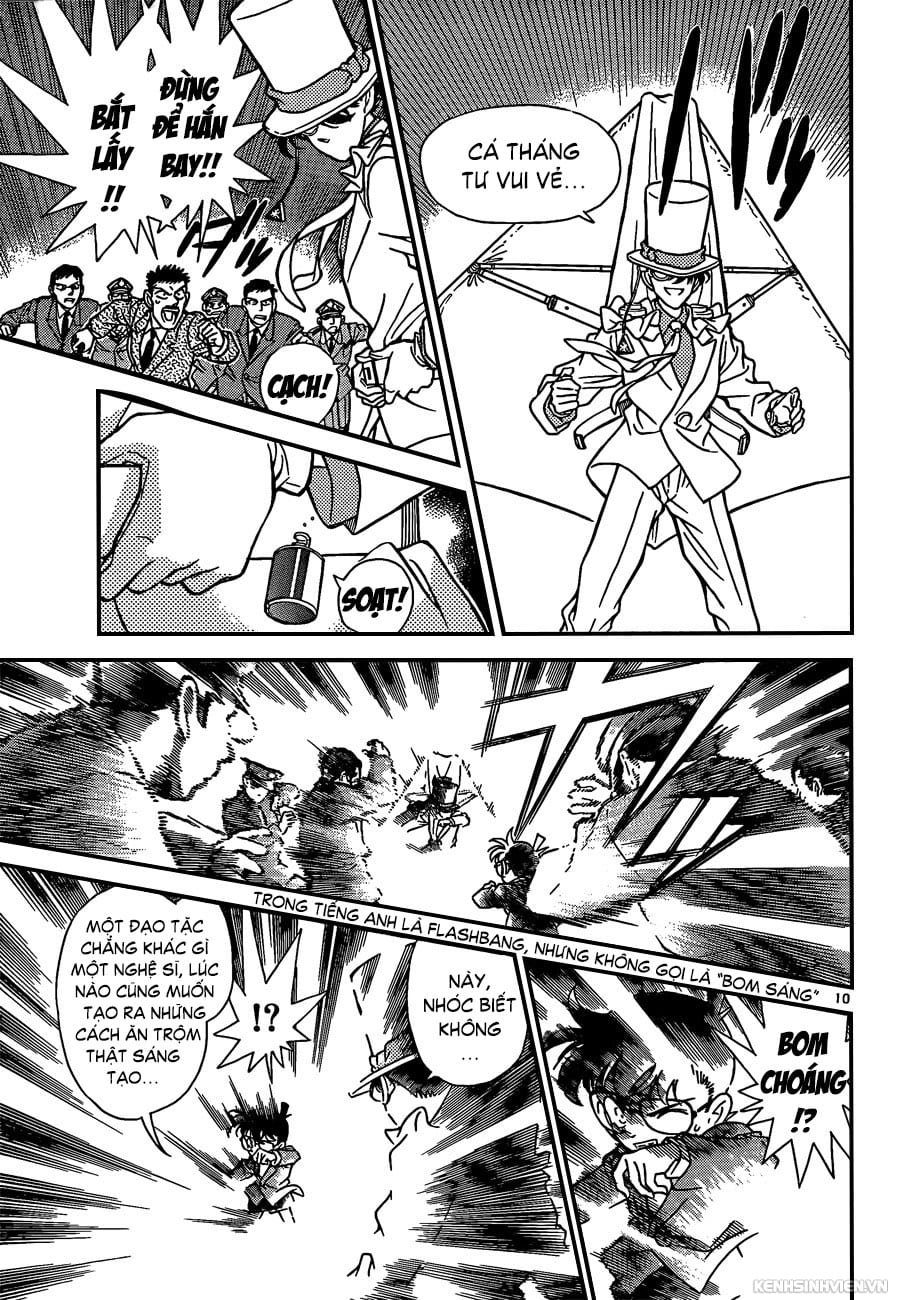 CÁ THÁNG
TƯ VUI VẺ...
ĐỪNG
ĐỂ HẮN
BAY!!
BẮT
LẤY
!!
CẠCH!
SOẠT!
TRONG TIẾNG ANH LÀ FLASHBANG, NHƯNG KHÔNG GỌI LÀ "BOM SÁNG"
10
BOM
CHOÁNG
!?
NÀY,
NHÓC BIẾT
KHÔNG
...
!?
MỘT ĐẠO TẶC
CHẲNG KHÁC GÌ
MỘT NGHỆ SĨ, LÚC
NÀO CŨNG MUỐN
TẠO RA NHỮNG
CÁCH ĂN TRỘM
THẬT SÁNG
TẠO...
KENHSINHVIEN.VN